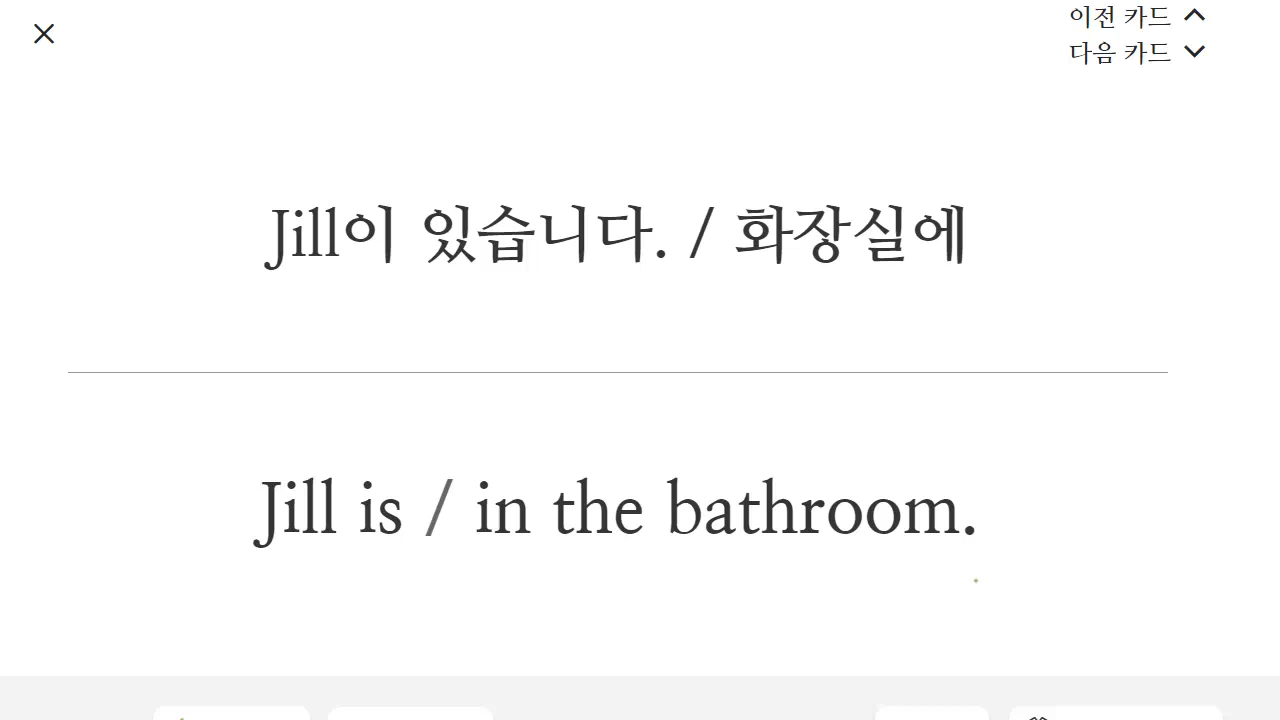 이전 카드
다음 카드
Jill이 있습니다. / 화장실에
Jill is / in the bathroom.